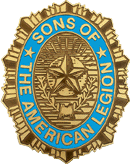 SONS OF
THE AMERICAN LEGION